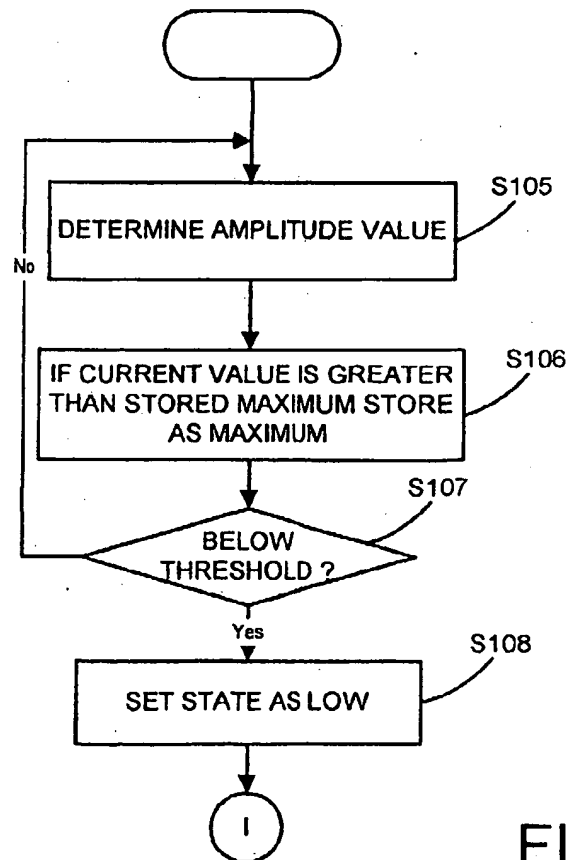 S105
DETERMINE AMPLITUDE VALUE
No
S106
IF CURRENT VALUE IS GREATER
THAN STORED MAXIMUM STORE
AS MAXIMUM
S107
BELOW
THRESHOLD ?
Yes
S108
SET STATE AS LOW
I
FI